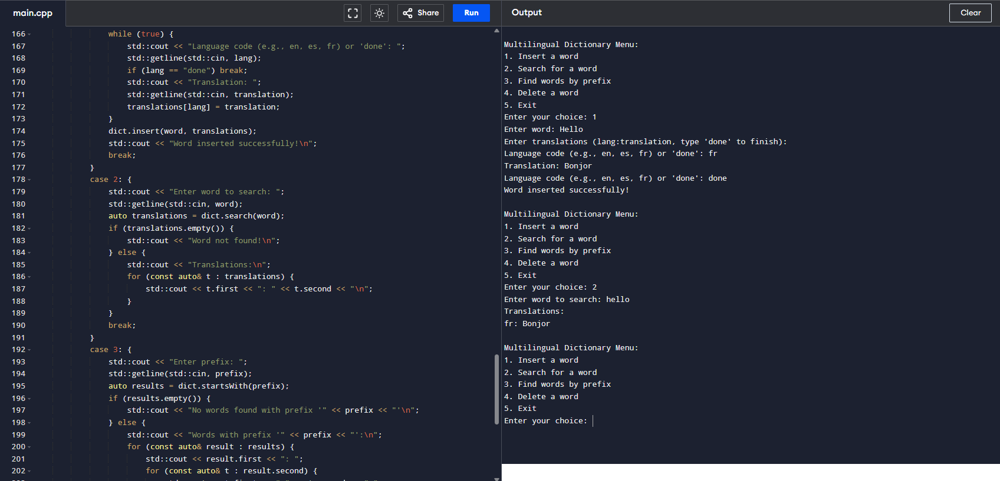 main.cpp
Share
Run
166 while (true) {
167 std::cout << "Language code (e.g., en, es, fr) or 'done': ";
168 std::getline(std::cin, lang);
169 if (lang == "done") break;
170 std::cout << "Translation: ";
171 std::getline(std::cin, translation);
172 translations[lang] = translation;
173 }
174 dict.insert(word, translations);
175 std::cout << "Word inserted successfully!\n";
176 break;
177 }
178 case 2: {
179 std::cout << "Enter word to search: ";
180 std::getline(std::cin, word);
181 auto translations = dict.search(word);
182 if (translations.empty()) {
183 std::cout << "Word not found!\n";
184 } else {
185 std::cout << "Translations:\n";
186 for (const auto& t : translations) {
187 std::cout << t.first << ": " << t.second << "\n";
188 }
189 }
190 break;
191 }
192 case 3: {
193 std::cout << "Enter prefix: ";
194 std::getline(std::cin, prefix);
195 auto results = dict.startsWith(prefix);
196 if (results.empty()) {
197 std::cout << "No words found with prefix '" << prefix << "'\n";
198 } else {
199 std::cout << "Words with prefix '" << prefix << "':\n";
200 for (const auto& result : results) {
201 std::cout << result.first << ": ";
202 for (const auto& t : result.second) {
Output
Clear
Multilingual Dictionary Menu:
1. Insert a word
2. Search for a word
3. Find words by prefix
4. Delete a word
5. Exit
Enter your choice: 1
Enter word: Hello
Enter translations (lang:translation, type 'done' to finish):
Language code (e.g., en, es, fr) or 'done': fr
Translation: Bonjor
Language code (e.g., en, es, fr) or 'done': done
Word inserted successfully!
Multilingual Dictionary Menu:
1. Insert a word
2. Search for a word
3. Find words by prefix
4. Delete a word
5. Exit
Enter your choice: 2
Enter word to search: hello
Translations:
fr: Bonjor
Multilingual Dictionary Menu:
1. Insert a word
2. Search for a word
3. Find words by prefix
4. Delete a word
5. Exit
Enter your choice: